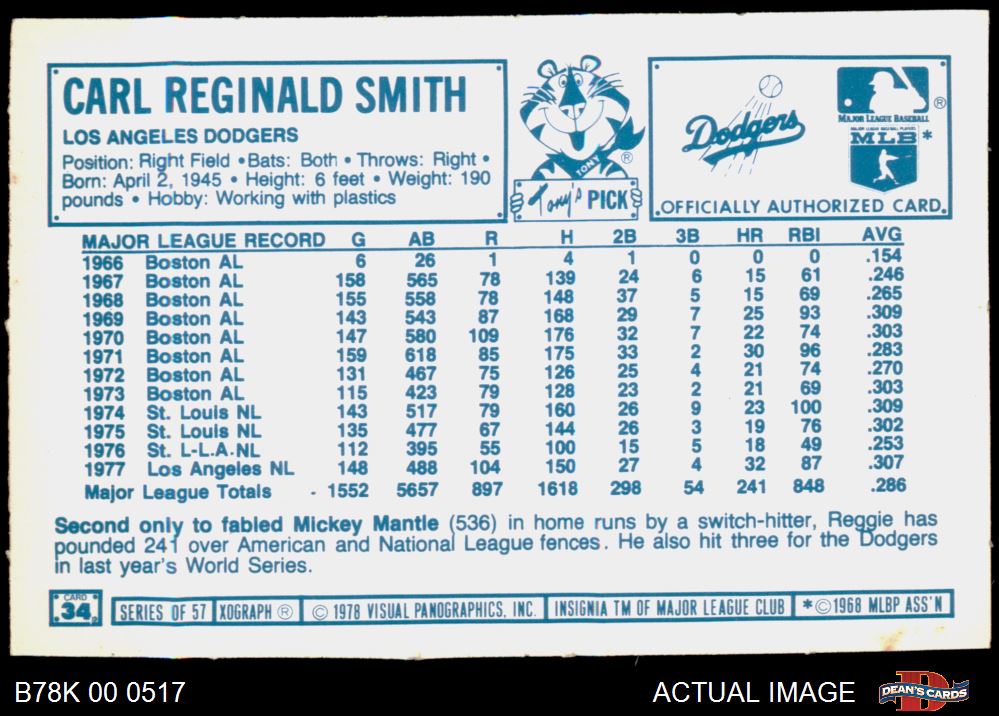 CARL REGINALD SMITH
LOS ANGELES DODGERS
Position: Right Field • Bats: Both • Throws: Right •
Born: April 2, 1945 • Height: 6 feet • Weight: 190
pounds • Hobby: Working with plastics
TONY ®
Tony's PICK
Dodgers
MAJOR LEAGUE BASEBALL ®
MAJOR LEAGUE BASEBALL PLAYERS
MLB *
OFFICIALLY AUTHORIZED CARD.
MAJOR LEAGUE RECORD G AB R H 2B 3B HR RBI AVG
1966 Boston AL 6 26 1 4 1 0 0 0 .154
1967 Boston AL 158 565 78 139 24 6 15 61 .246
1968 Boston AL 155 558 78 148 37 5 15 69 .265
1969 Boston AL 143 543 87 168 29 7 25 93 .309
1970 Boston AL 147 580 109 176 32 7 22 74 .303
1971 Boston AL 159 618 85 175 33 2 30 96 .283
1972 Boston AL 131 467 75 126 25 4 21 74 .270
1973 Boston AL 115 423 79 128 23 2 21 69 .303
1974 St. Louis NL 143 517 79 160 26 9 23 100 .309
1975 St. Louis NL 135 477 67 144 26 3 19 76 .302
1976 St. L-L.A. NL 112 395 55 100 15 5 18 49 .253
1977 Los Angeles NL 148 488 104 150 27 4 32 87 .307
Major League Totals - 1552 5657 897 1618 298 54 241 848 .286
Second only to fabled Mickey Mantle (536) in home runs by a switch-hitter, Reggie has
pounded 241 over American and National League fences. He also hit three for the Dodgers
in last year's World Series.
CARD
34
SERIES OF 57 XOGRAPH ® © 1978 VISUAL PANOGRAPHICS, INC. INSIGNIA TM OF MAJOR LEAGUE CLUB *©1968 MLBP ASS'N
B78K 00 0517 ACTUAL IMAGE DEAN'S CARDS